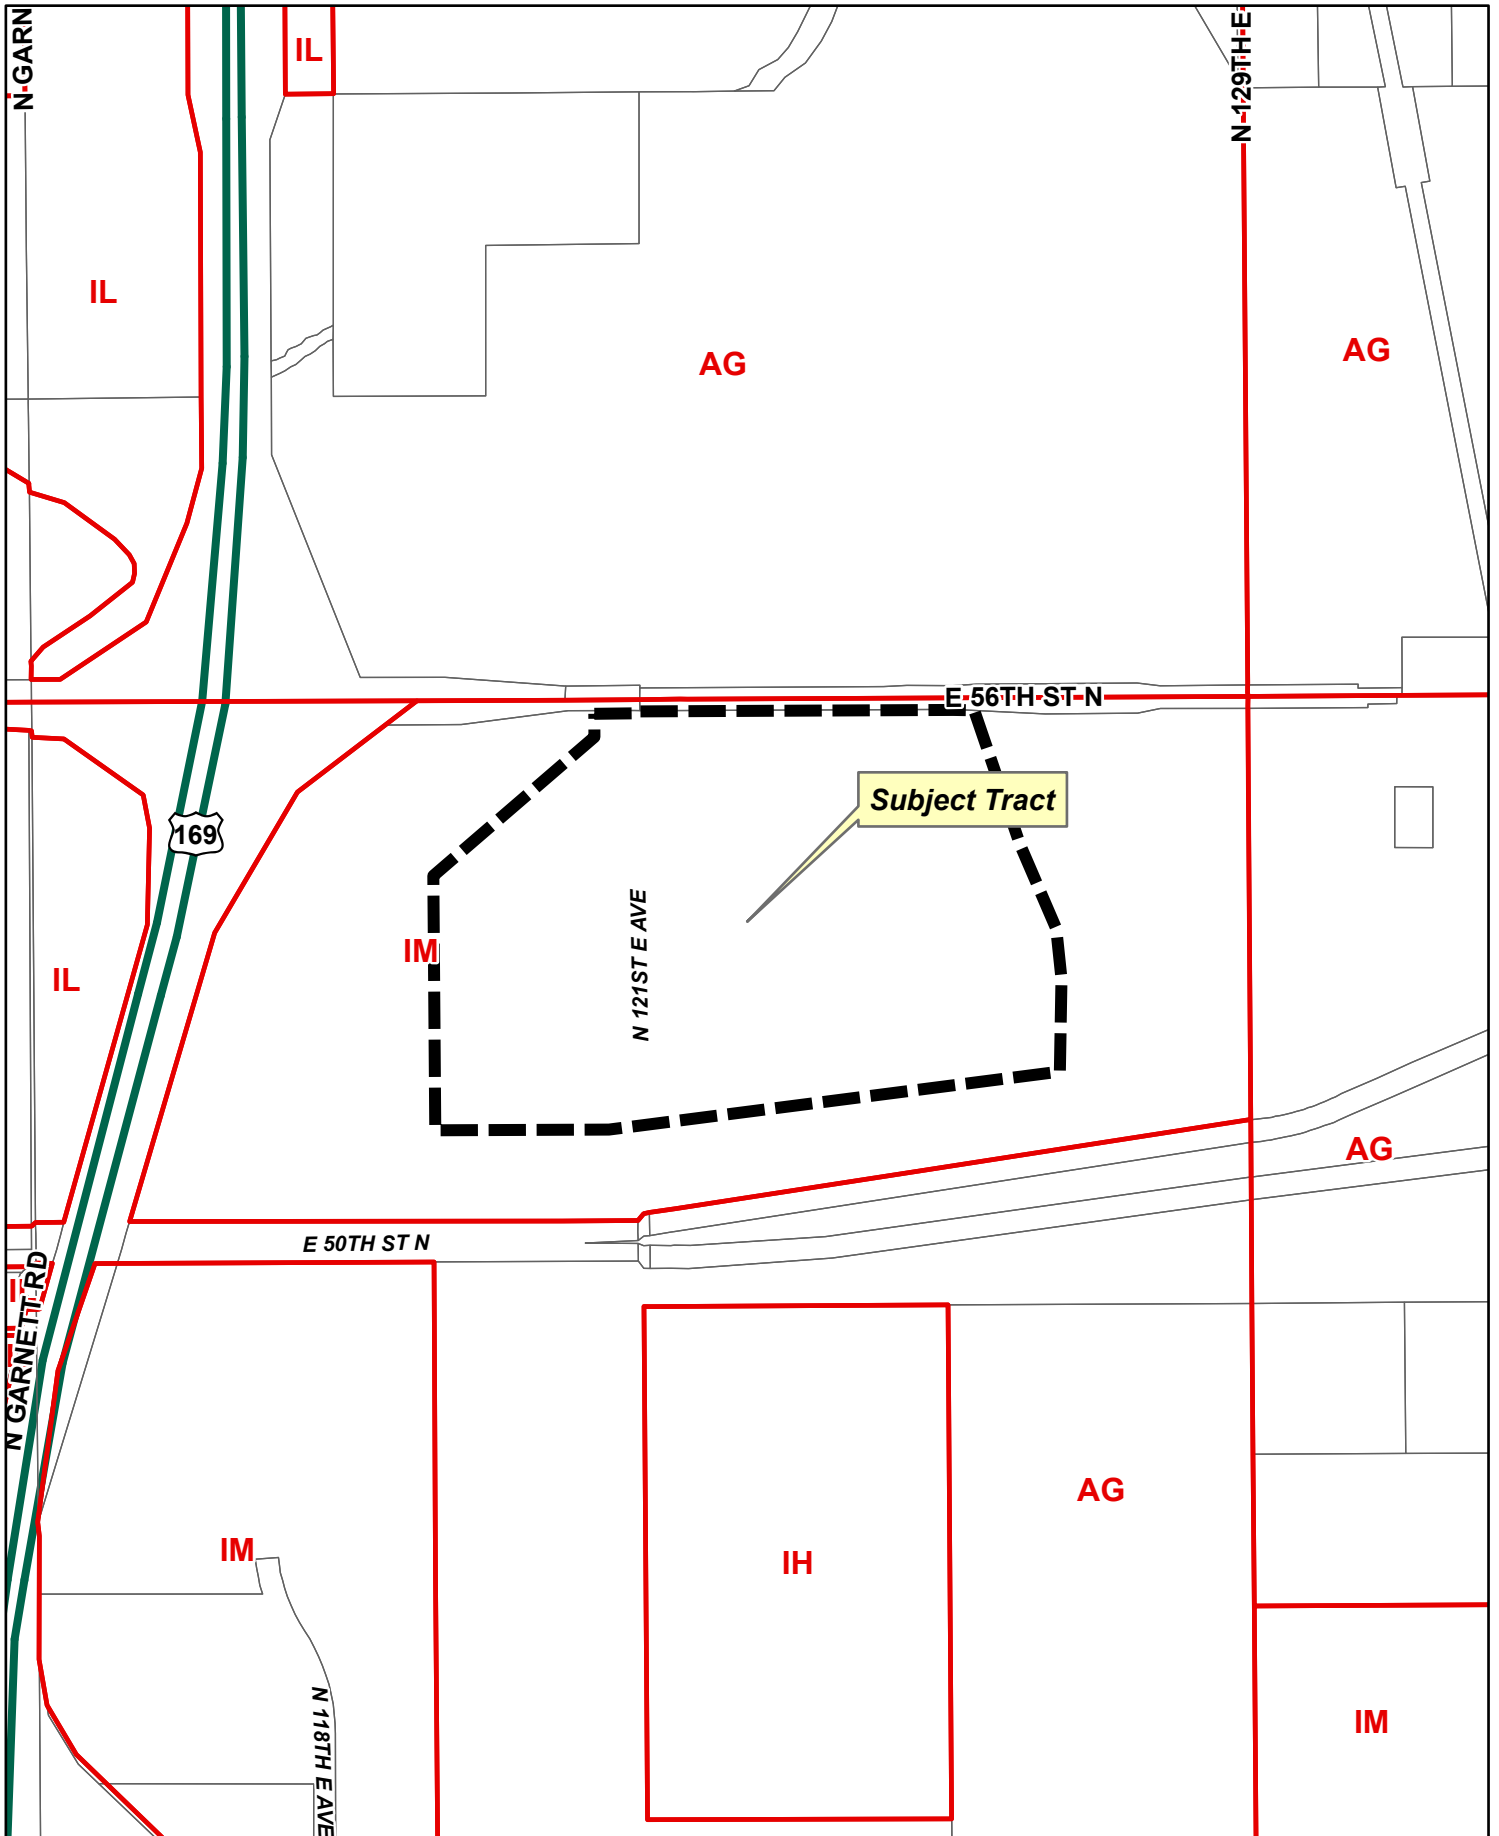 N GARN
IL
N 129TH E
IL
AG
AG
E 56TH ST N
Subject Tract
169
N 121ST E AVE
IM
IL
AG
E 50TH ST N
N GARNETT RD
AG
IM
IH
N 118TH E AVE
IM